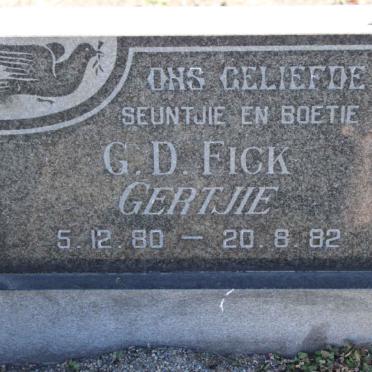 ONS GELIEFDE
SEUNTJIE EN BOETIE
G.D. FICK
GERTJIE
5.12.80 — 20.8.82